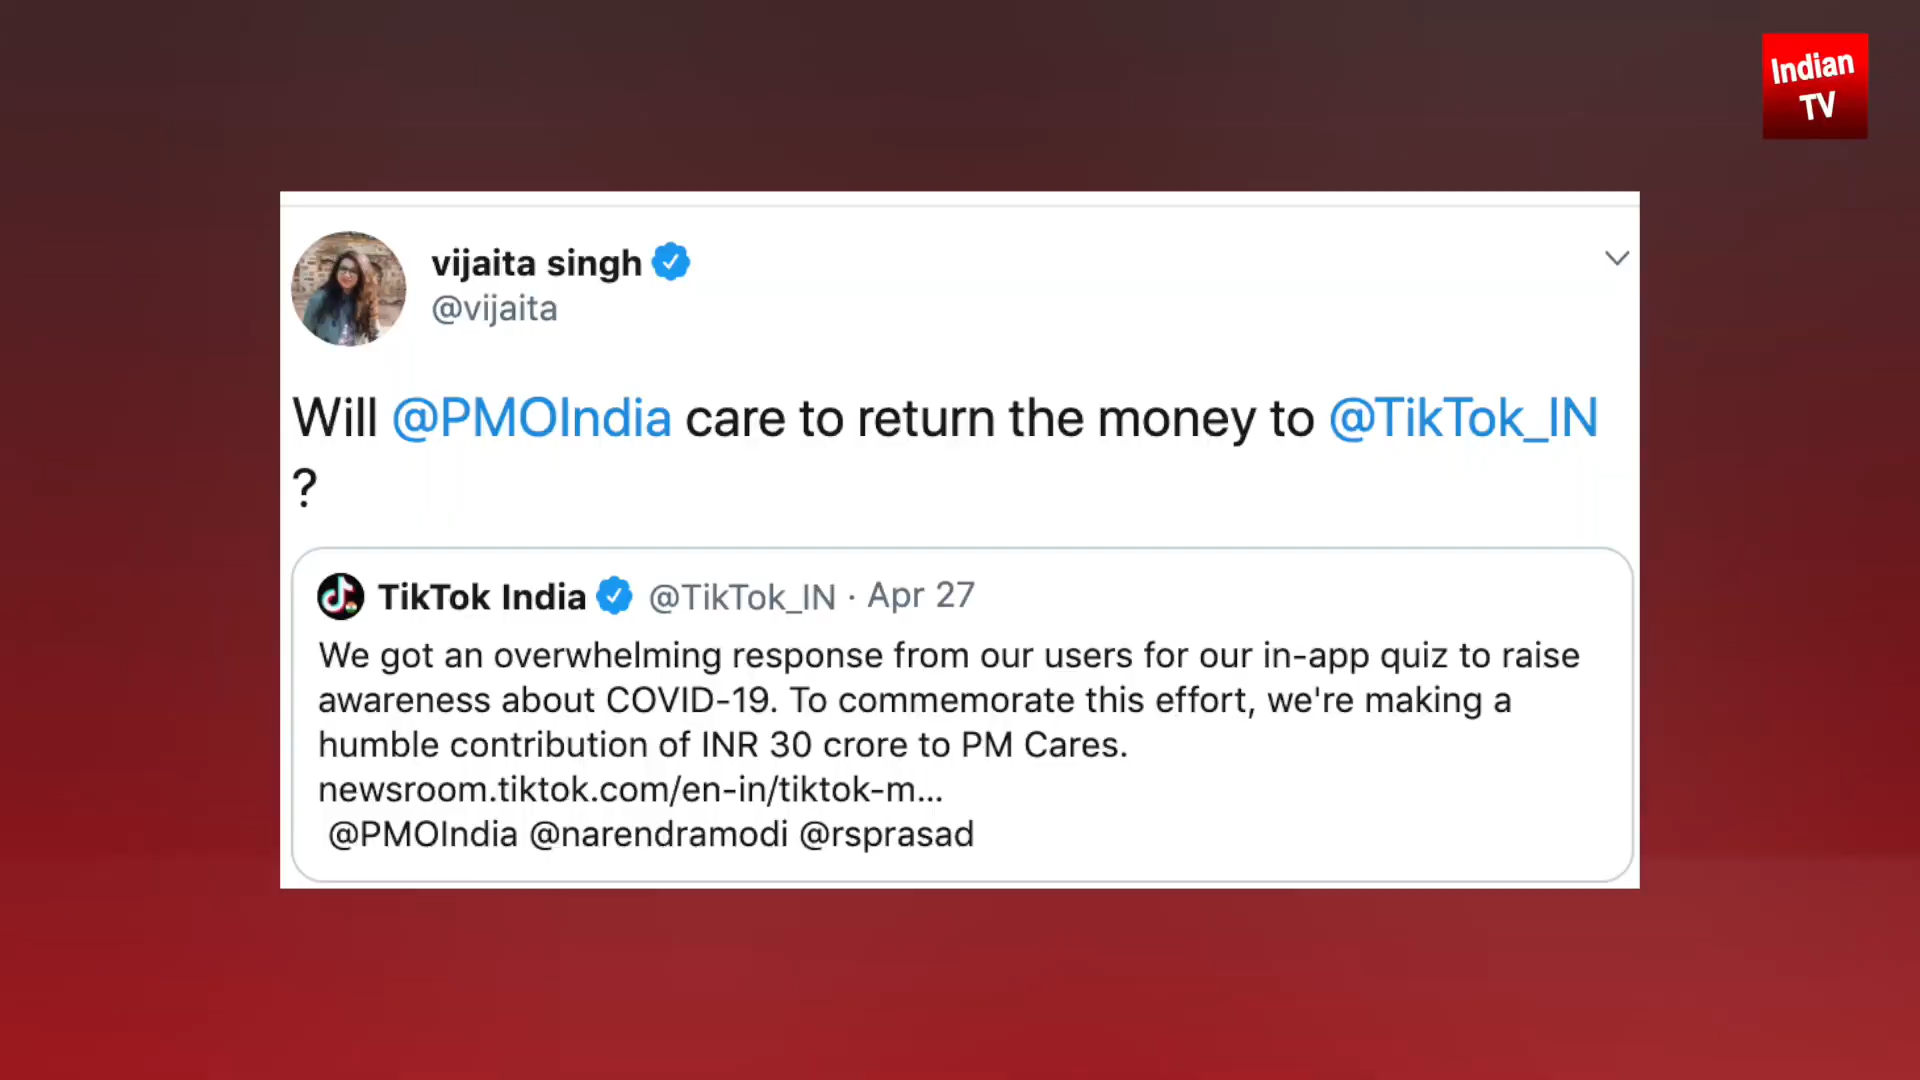 Indian
TV
vijaita singh
@vijaita
Will @PMOIndia care to return the money to @TikTok_IN
?
TikTok India @TikTok_IN · Apr 27
We got an overwhelming response from our users for our in-app quiz to raise
awareness about COVID-19. To commemorate this effort, we're making a
humble contribution of INR 30 crore to PM Cares.
newsroom.tiktok.com/en-in/tiktok-m...
@PMOIndia @narendramodi @rsprasad